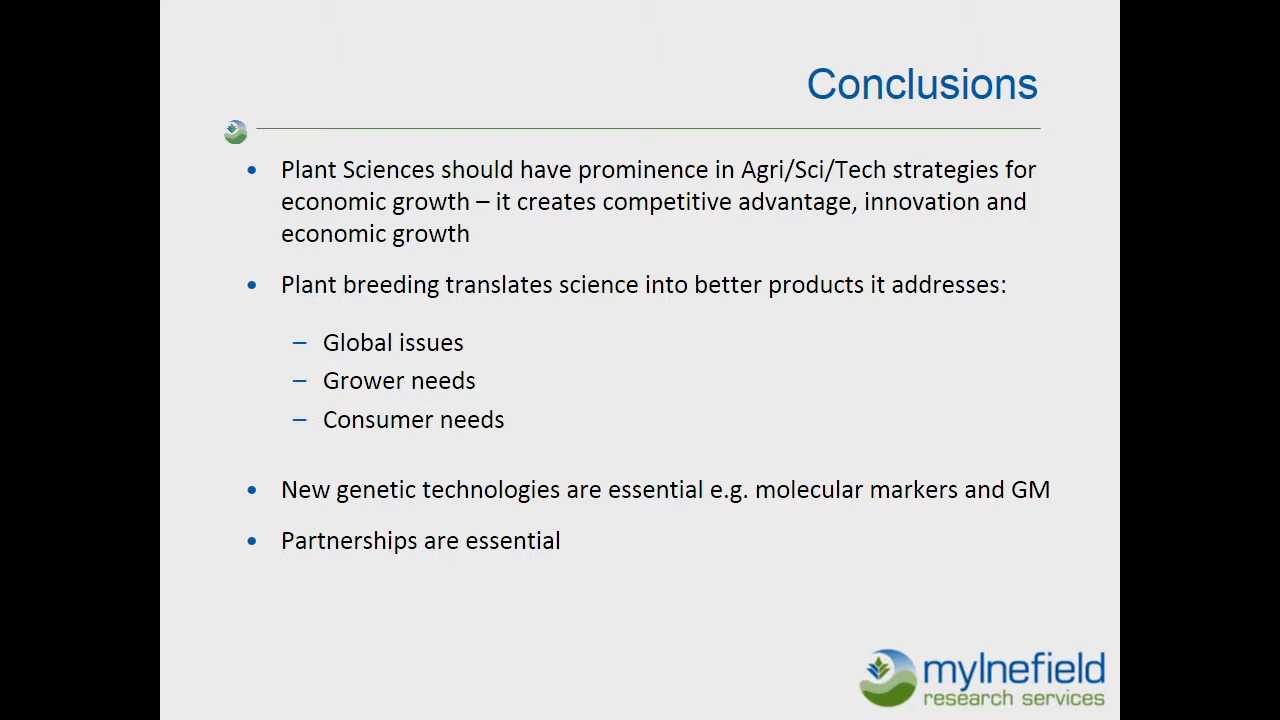 Conclusions
• Plant Sciences should have prominence in Agri/Sci/Tech strategies for
economic growth – it creates competitive advantage, innovation and
economic growth
• Plant breeding translates science into better products it addresses:
– Global issues
– Grower needs
– Consumer needs
• New genetic technologies are essential e.g. molecular markers and GM
• Partnerships are essential
mylnefield
research services